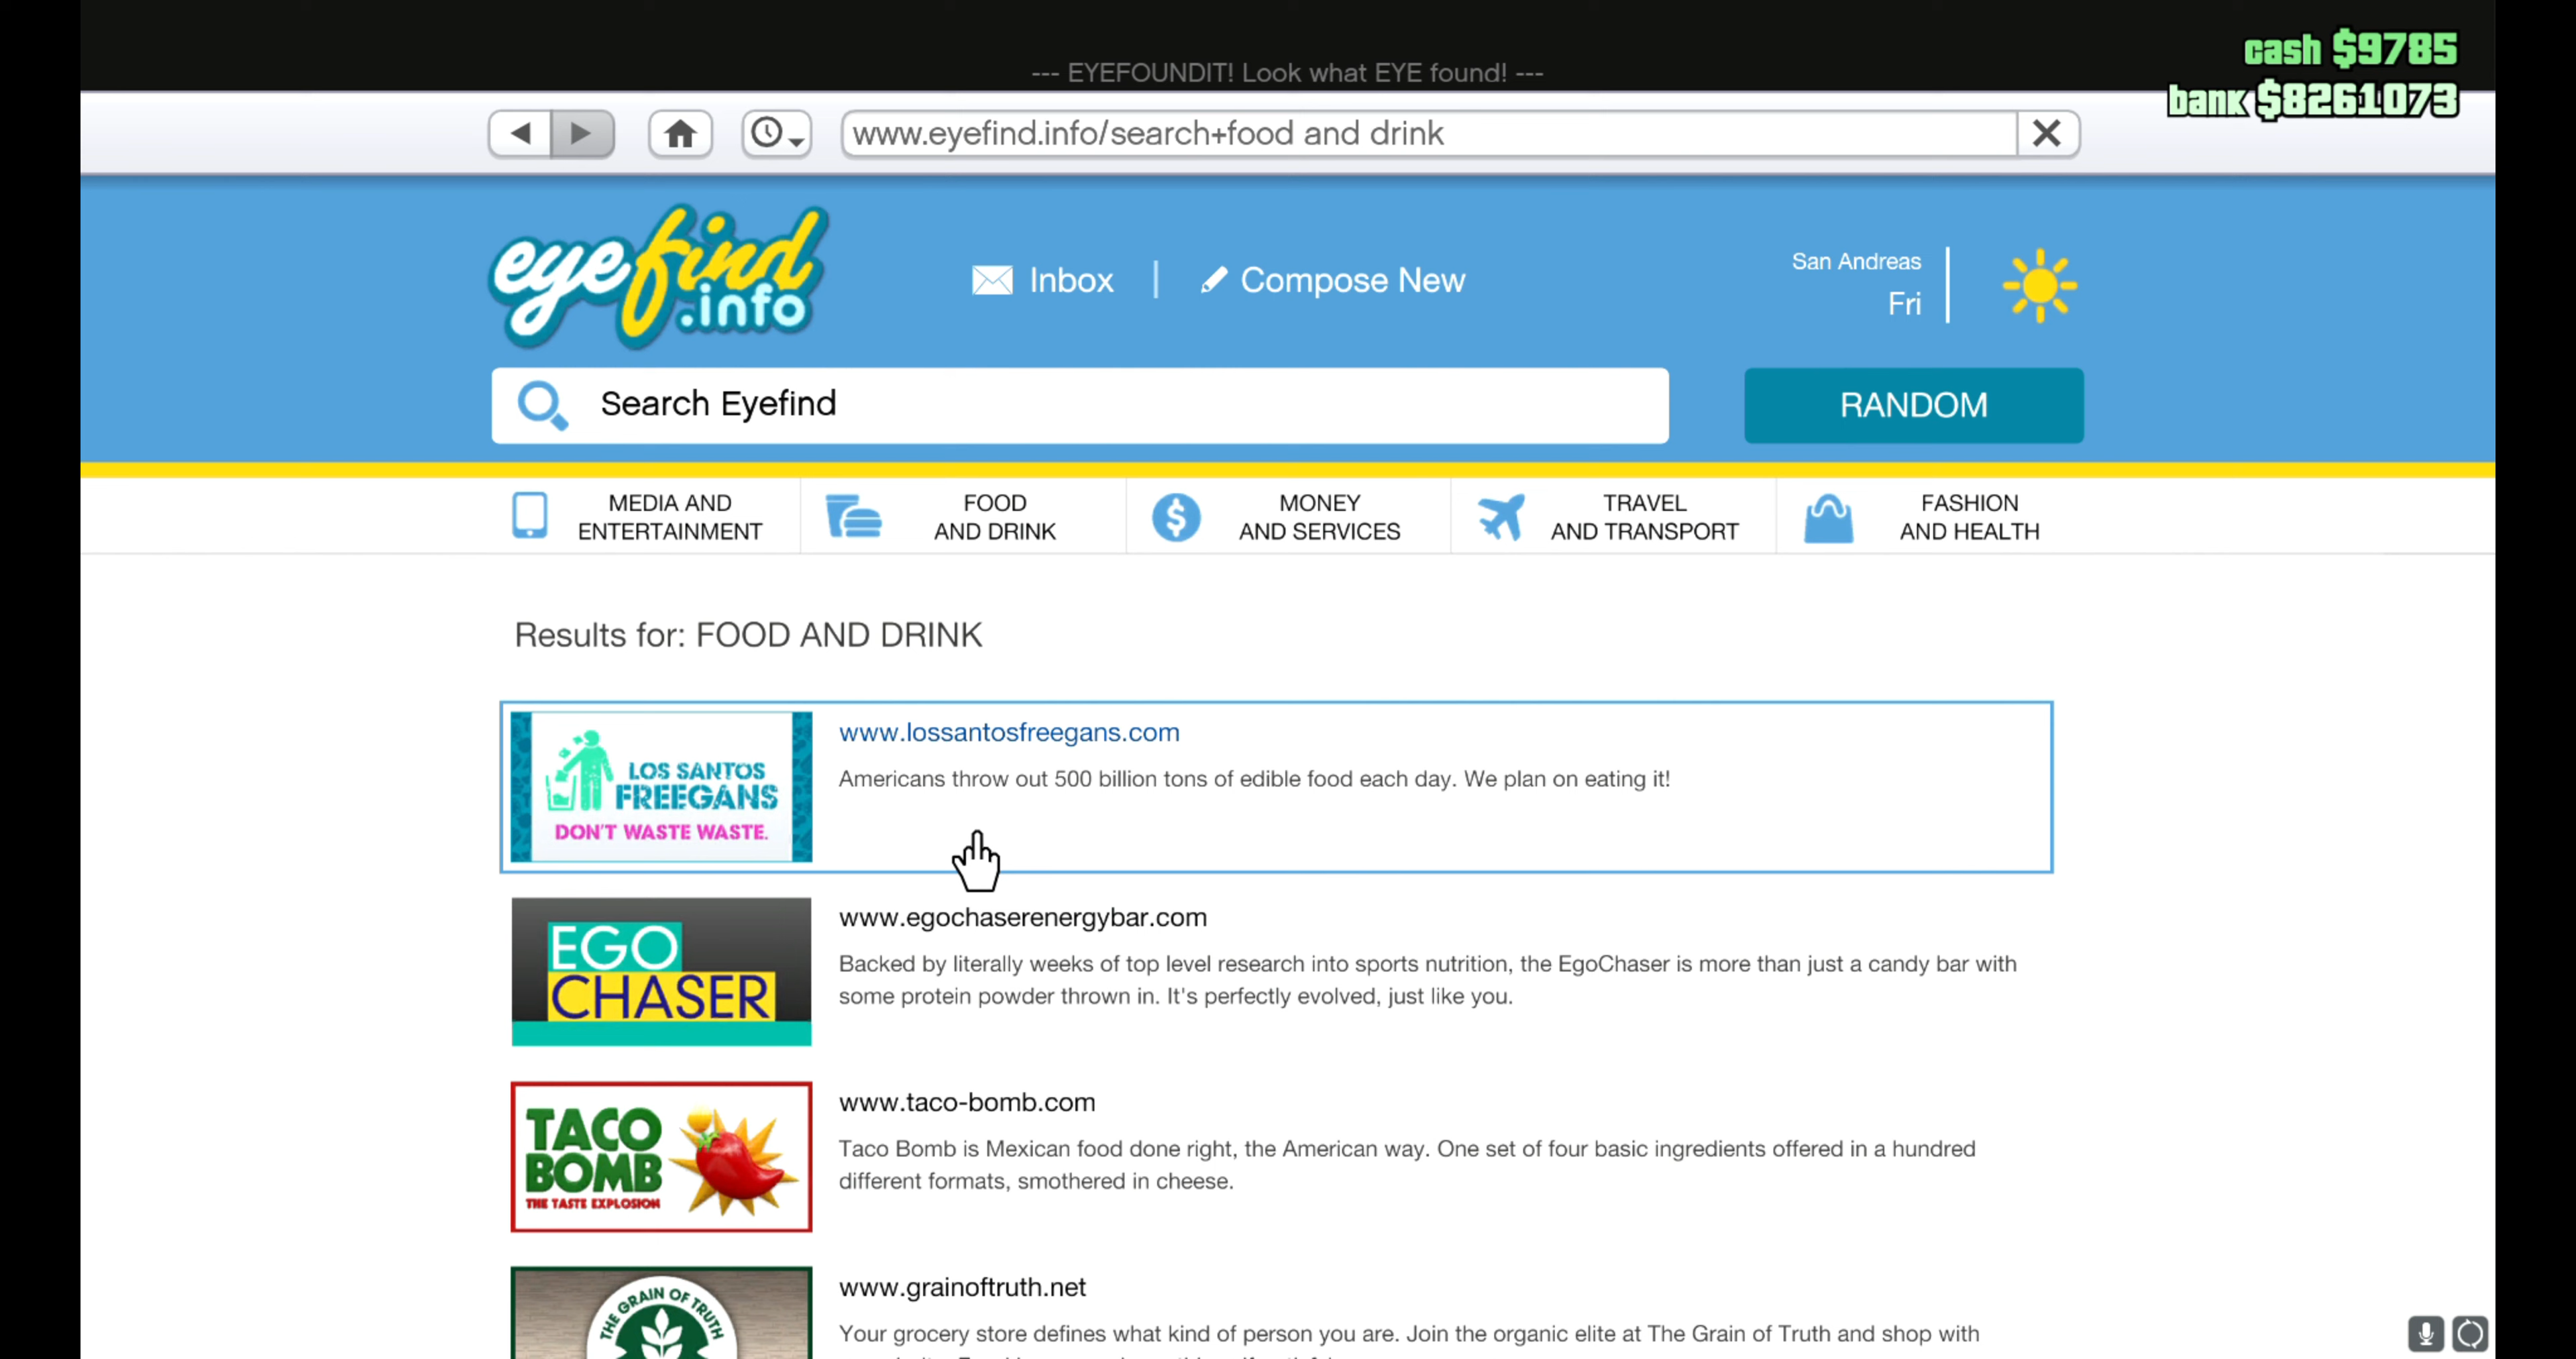 cash $9785
--- EYEFOUNDIT! Look what EYE found! ---
bank $8261073
www.eyefind.info/search+food and drink
eyefind
.info
Inbox
Compose New
San Andreas
Fri
Search Eyefind
RANDOM
MEDIA AND
ENTERTAINMENT
FOOD
AND DRINK
MONEY
AND SERVICES
TRAVEL
AND TRANSPORT
FASHION
AND HEALTH
Results for: FOOD AND DRINK
LOS SANTOS
FREEGANS
DON'T WASTE WASTE.
www.lossantosfreegans.com
Americans throw out 500 billion tons of edible food each day. We plan on eating it!
EGO
CHASER
www.egochaserenergybar.com
Backed by literally weeks of top level research into sports nutrition, the EgoChaser is more than just a candy bar with
some protein powder thrown in. It's perfectly evolved, just like you.
TACO
BOMB
THE TASTE EXPLOSION
www.taco-bomb.com
Taco Bomb is Mexican food done right, the American way. One set of four basic ingredients offered in a hundred
different formats, smothered in cheese.
THE GRAIN OF TRUTH
www.grainoftruth.net
Your grocery store defines what kind of person you are. Join the organic elite at The Grain of Truth and shop with